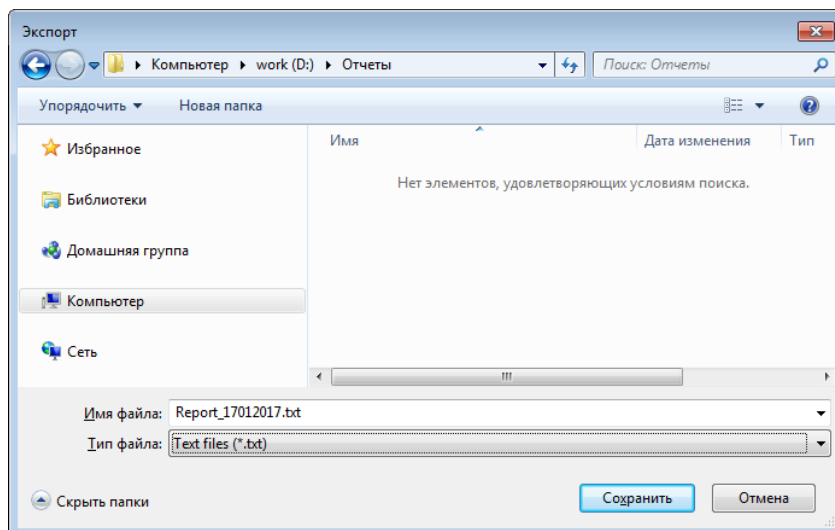 Экспорт
Компьютер work (D:) Отчеты Поиск: Отчеты
Упорядочить Новая папка
Имя Дата изменения Тип
Избранное
Нет элементов, удовлетворяющих условиям поиска.
Библиотеки
Домашняя группа
Компьютер
Сеть
Имя файла: Report_17012017.txt
Тип файла: Text files (*.txt)
Скрыть папки Сохранить Отмена